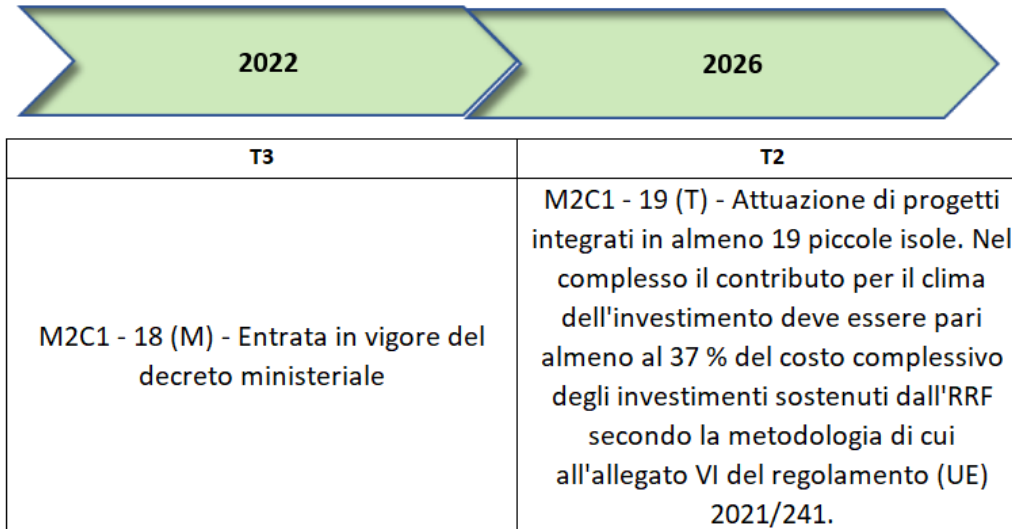 2022
2026
T3
T2
M2C1 - 18 (M) - Entrata in vigore del
decreto ministeriale
M2C1 - 19 (T) - Attuazione di progetti
integrati in almeno 19 piccole isole. Nel
complesso il contributo per il clima
dell'investimento deve essere pari
almeno al 37 % del costo complessivo
degli investimenti sostenuti dall'RRF
secondo la metodologia di cui
all'allegato VI del regolamento (UE)
2021/241.